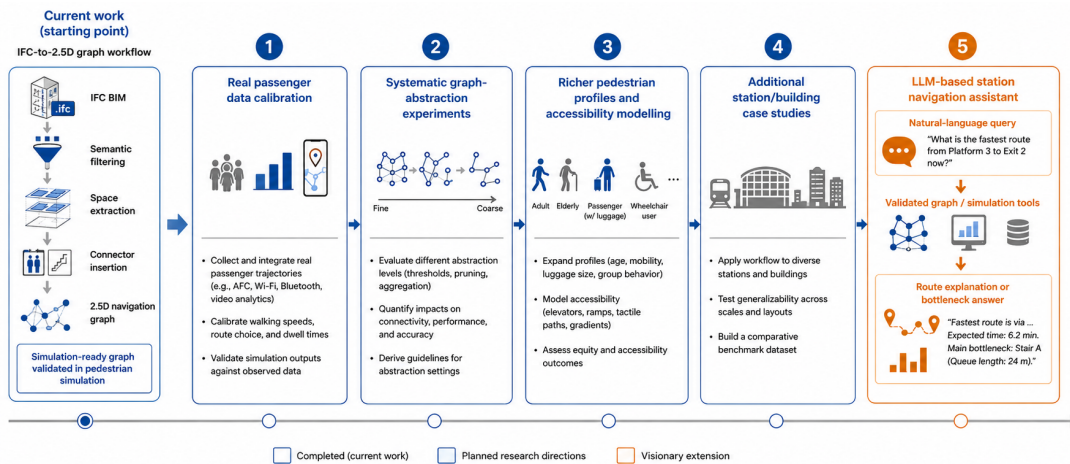 Current work
(starting point)
IFC-to-2.5D graph workflow
IFC BIM
.ifc
Semantic
filtering
Space
extraction
Connector
insertion
2.5D navigation
graph
Simulation-ready graph
validated in pedestrian
simulation
1
Real passenger
data calibration
• Collect and integrate real
passenger trajectories
(e.g., AFC, Wi-Fi, Bluetooth,
video analytics)
• Calibrate walking speeds,
route choice, and dwell times
• Validate simulation outputs
against observed data
2
Systematic graph-
abstraction
experiments
Fine
Coarse
• Evaluate different abstraction
levels (thresholds, pruning,
aggregation)
• Quantify impacts on
connectivity, performance,
and accuracy
• Derive guidelines for
abstraction settings
3
Richer pedestrian
profiles and
accessibility modelling
...
Adult
Elderly
Passenger
(w/ luggage)
Wheelchair
user
• Expand profiles (age, mobility,
luggage size, group behavior)
• Model accessibility
(elevators, ramps, tactile
paths, gradients)
• Assess equity and accessibility
outcomes
4
Additional
station/building
case studies
• Apply workflow to diverse
stations and buildings
• Test generalizability across
scales and layouts
• Build a comparative
benchmark dataset
5
LLM-based station
navigation assistant
Natural-language
query
"What is the fastest route
from Platform 3 to Exit 2
now?"
Validated graph / simulation tools
Route explanation or
bottleneck answer
"Fastest route is via ...
Expected time: 6.2 min.
Main bottleneck: Stair A
(Queue length: 24 m)."
Completed (current work)
Planned research directions
Visionary extension